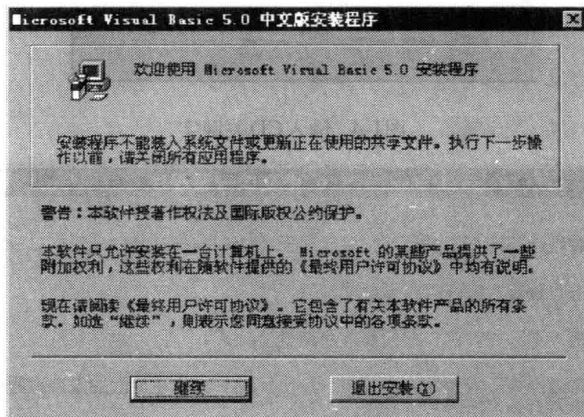 Microsoft Visual Basic 5.0 中文版安装程序
欢迎使用 Microsoft Visual Basic 5.0 安装程序
安装程序不能装入系统文件或更新正在使用的共享文件。执行下一步操
作以前，请关闭所有应用程序。
警告：本软件授著作权法及国际版权公约保护。
本软件只允许安装在一台计算机上。 Microsoft 的某些产品提供了一些
附加权利，这些权利在随软件提供的《最终用户许可协议》中均有说明。
现在请阅读《最终用户许可协议》。它包含了有关本软件产品的所有条
款。如选“继续”，则表示您同意接受协议中的各项条款。
继续
退出安装(X)